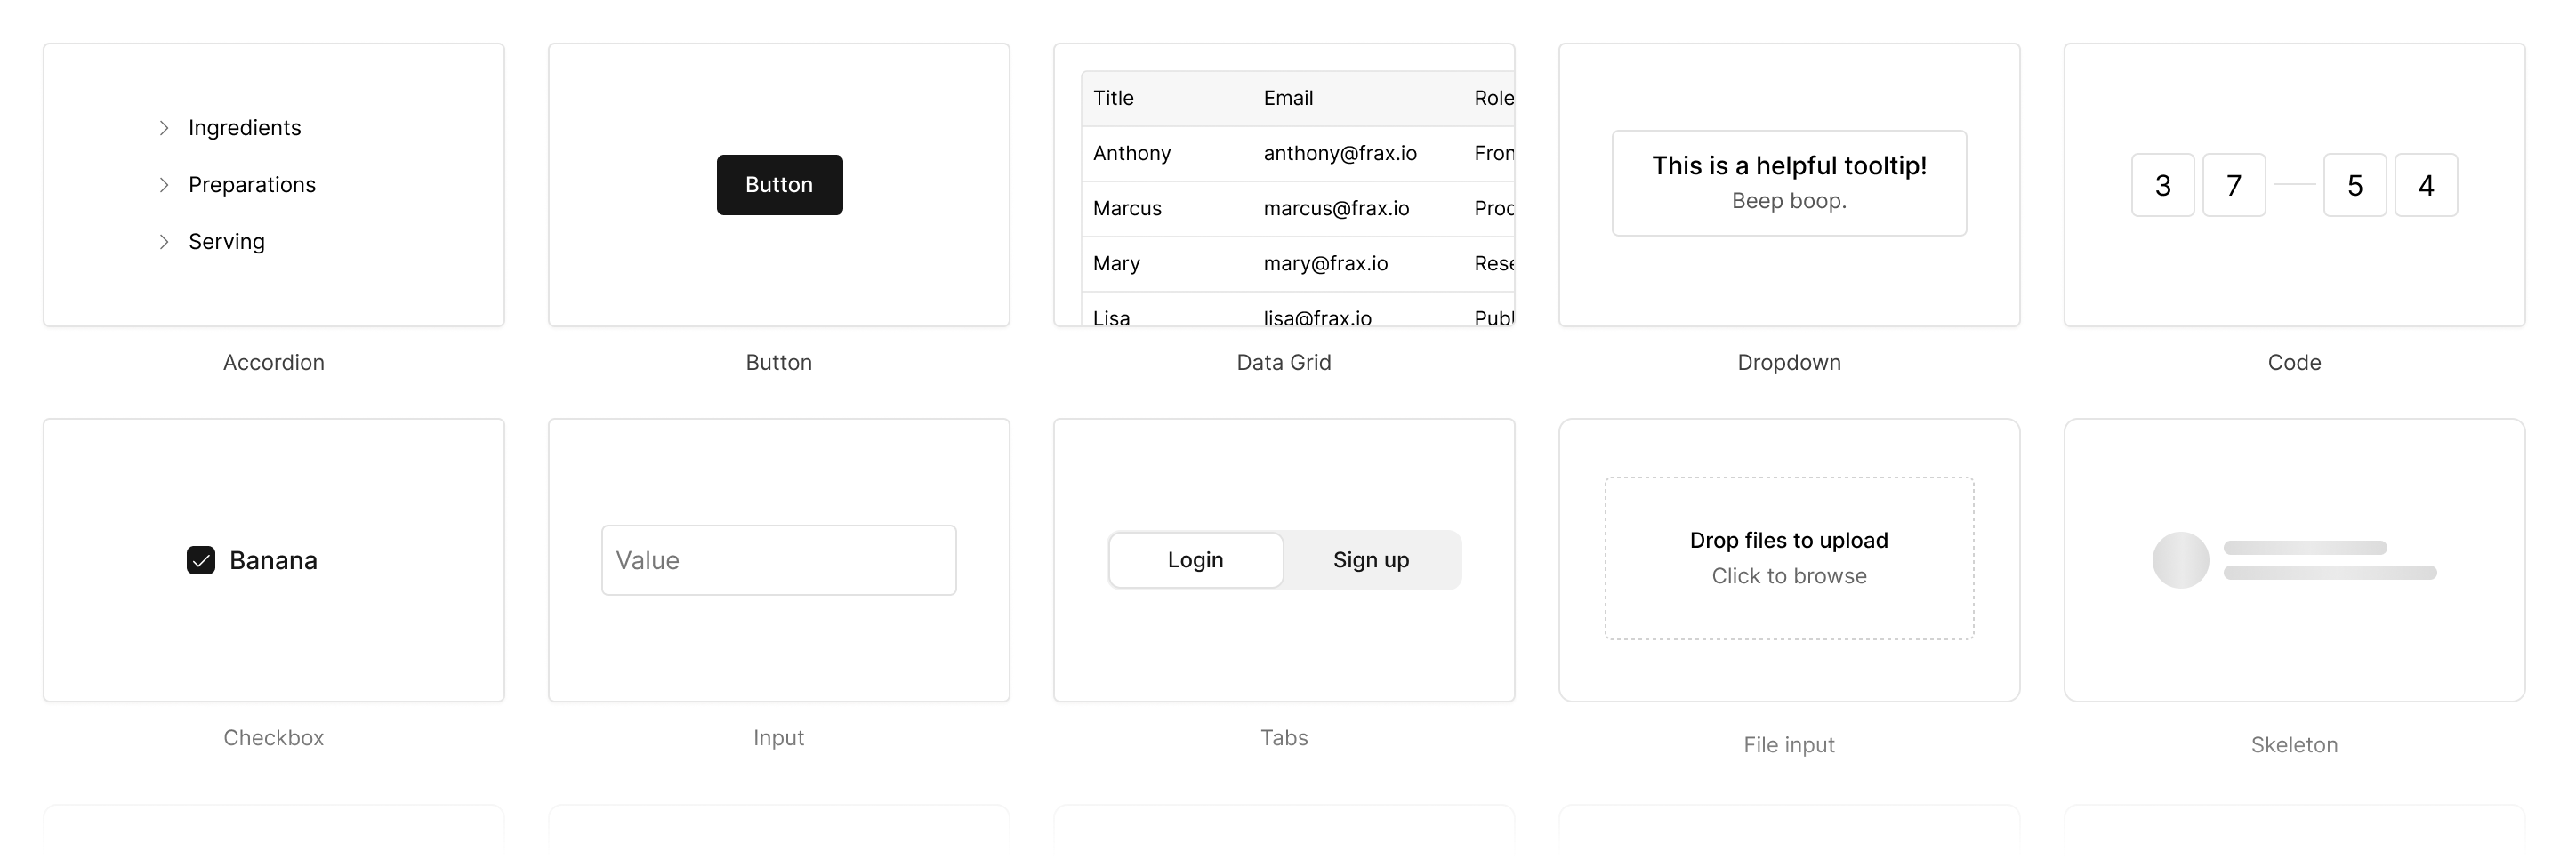 Ingredients
Preparations
Serving
Accordion
Button
Button
Title Email Role
Anthony anthony@frax.io Fron
Marcus marcus@frax.io Proc
Mary mary@frax.io Rese
Lisa lisa@frax.io Publ
Data Grid
This is a helpful tooltip!
Beep boop.
Dropdown
3 7 5 4
Code
Banana
Checkbox
Value
Input
Login Sign up
Tabs
Drop files to upload
Click to browse
File input
Skeleton